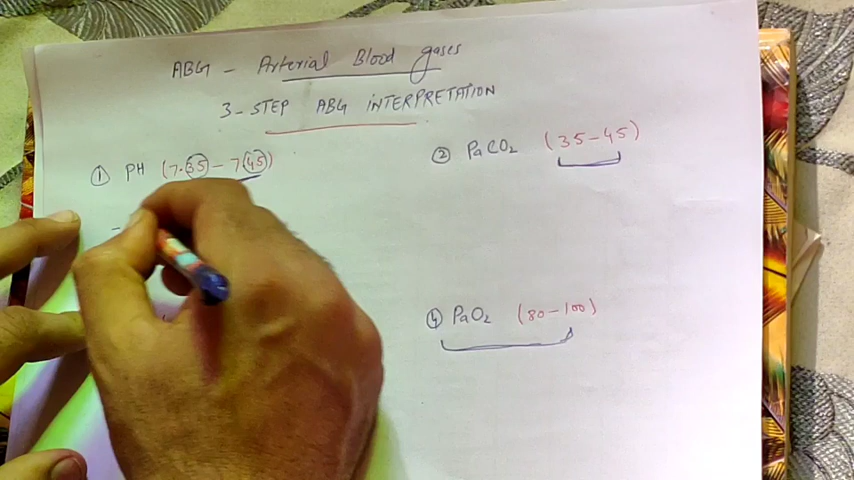 ABG - Arterial Blood gases
3-STEP ABG INTERPRETATION
① PH (7.35 - 7 45)
② PaCO₂ (35-45)
④ PaO₂ (80-100)